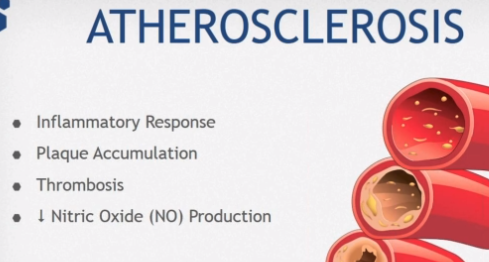 ATHEROSCLEROSIS
• Inflammatory Response
• Plaque Accumulation
• Thrombosis
• ↓ Nitric Oxide (NO) Production